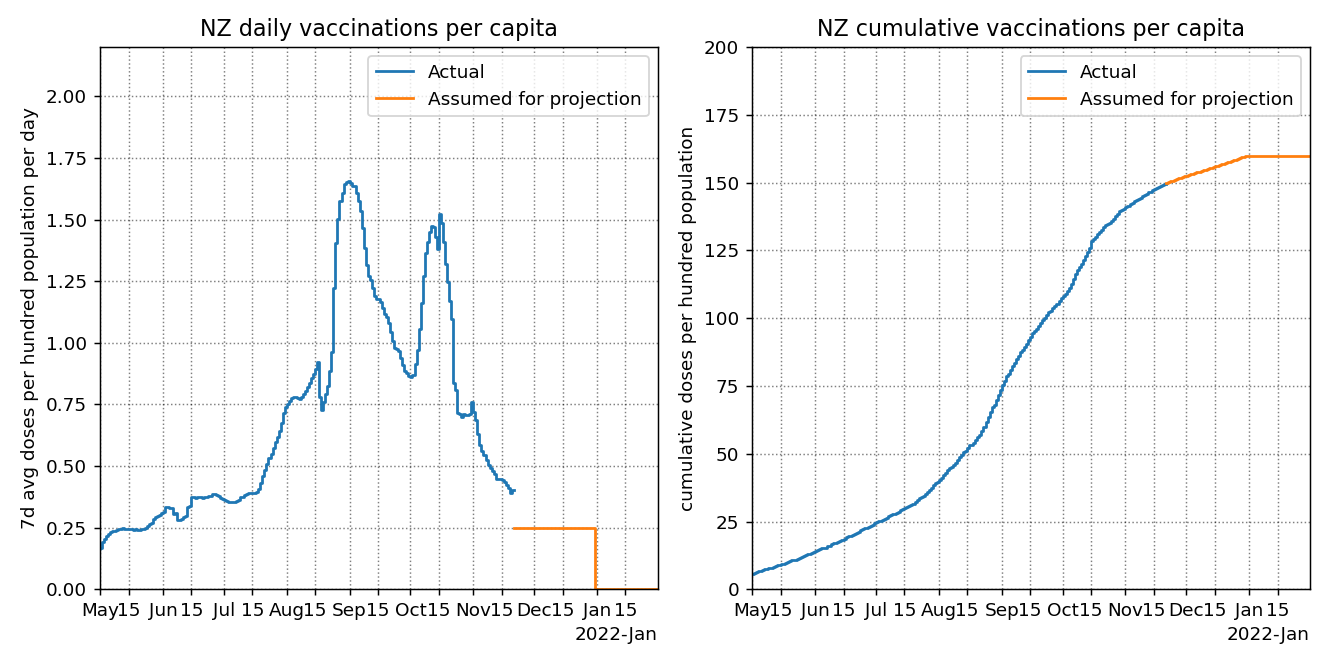 NZ daily vaccinations per capita
7d avg doses per hundred population per day
2.00
1.75
1.50
1.25
1.00
0.75
0.50
0.25
0.00
Actual
Assumed for projection
May 15 Jun 15 Jul 15 Aug 15 Sep 15 Oct 15 Nov 15 Dec 15 Jan 15
2022-Jan
NZ cumulative vaccinations per capita
cumulative doses per hundred population
200
175
150
125
100
75
50
25
0
Actual
Assumed for projection
May 15 Jun 15 Jul 15 Aug 15 Sep 15 Oct 15 Nov 15 Dec 15 Jan 15
2022-Jan